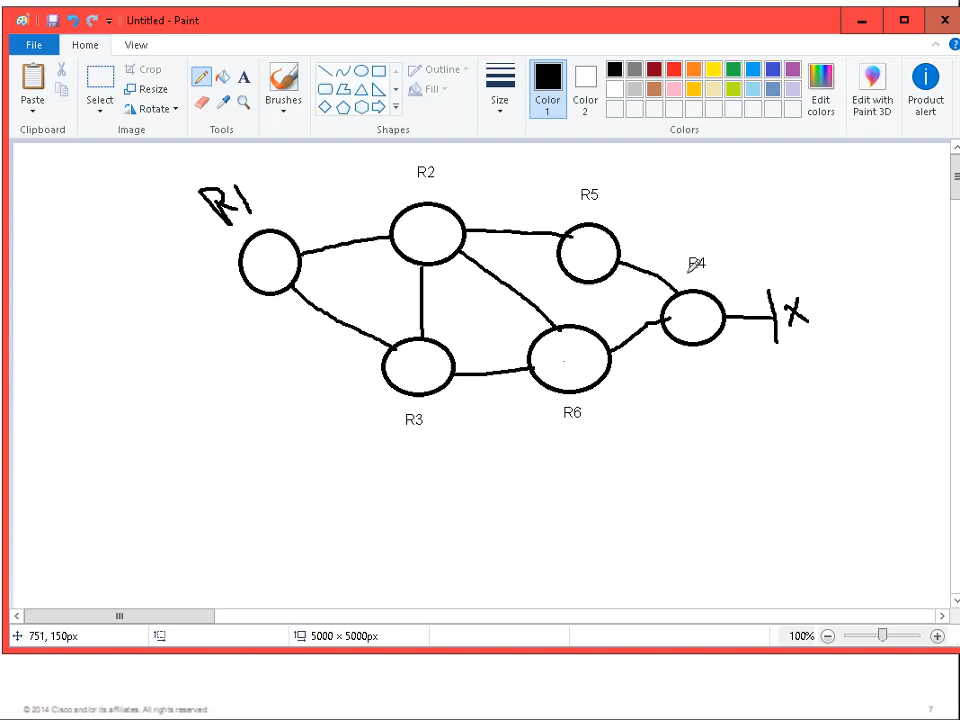 Untitled - Paint
File Home View
Paste
Clipboard
Select
Crop
Resize
Rotate
Image
A
Tools
Brushes
Outline
Fill
Shapes
Size
Color 1
Color 2
Edit colors
Colors
Edit with Paint 3D
Product alert
R1
R2
R5
R4
X
R3
R6
751, 150px
5000 × 5000px
100%
© 2014 Cisco and/or its affiliates. All rights reserved.
7